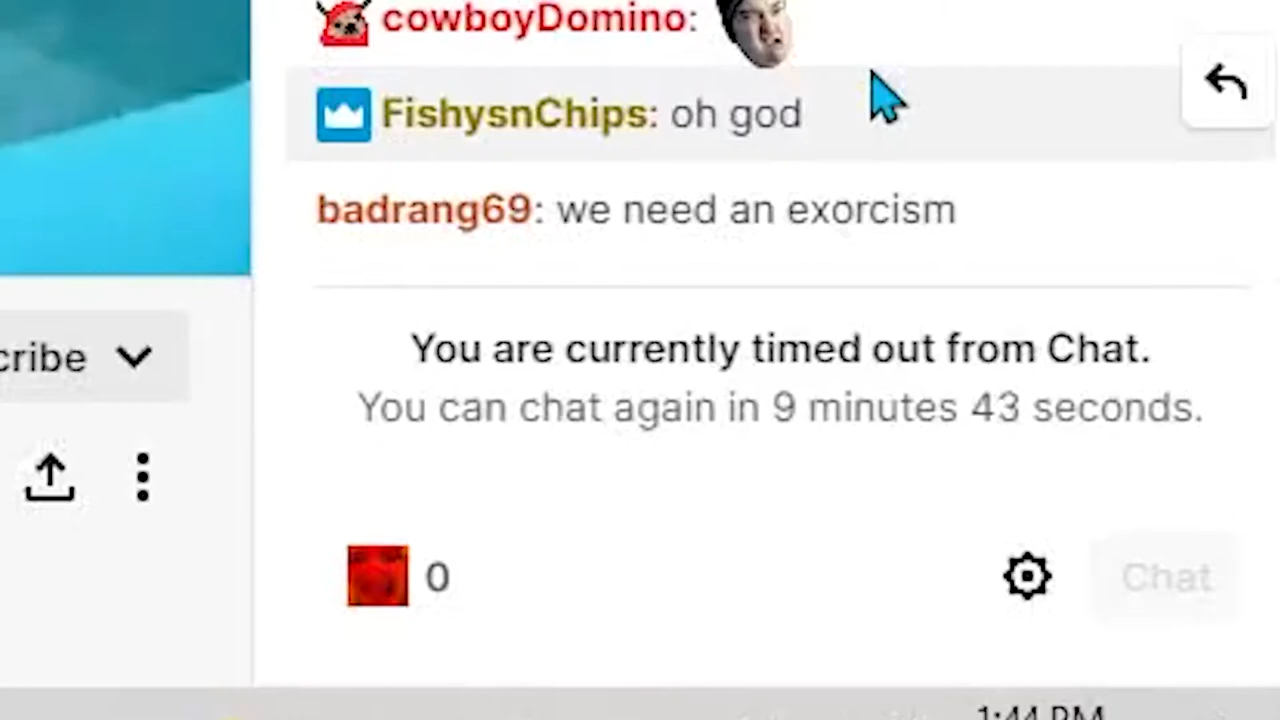 cowboyDomino:
FishysnChips: oh god
badrang69: we need an exorcism
cribe
You are currently timed out from Chat.
You can chat again in 9 minutes 43 seconds.
0
Chat
1:44 PM